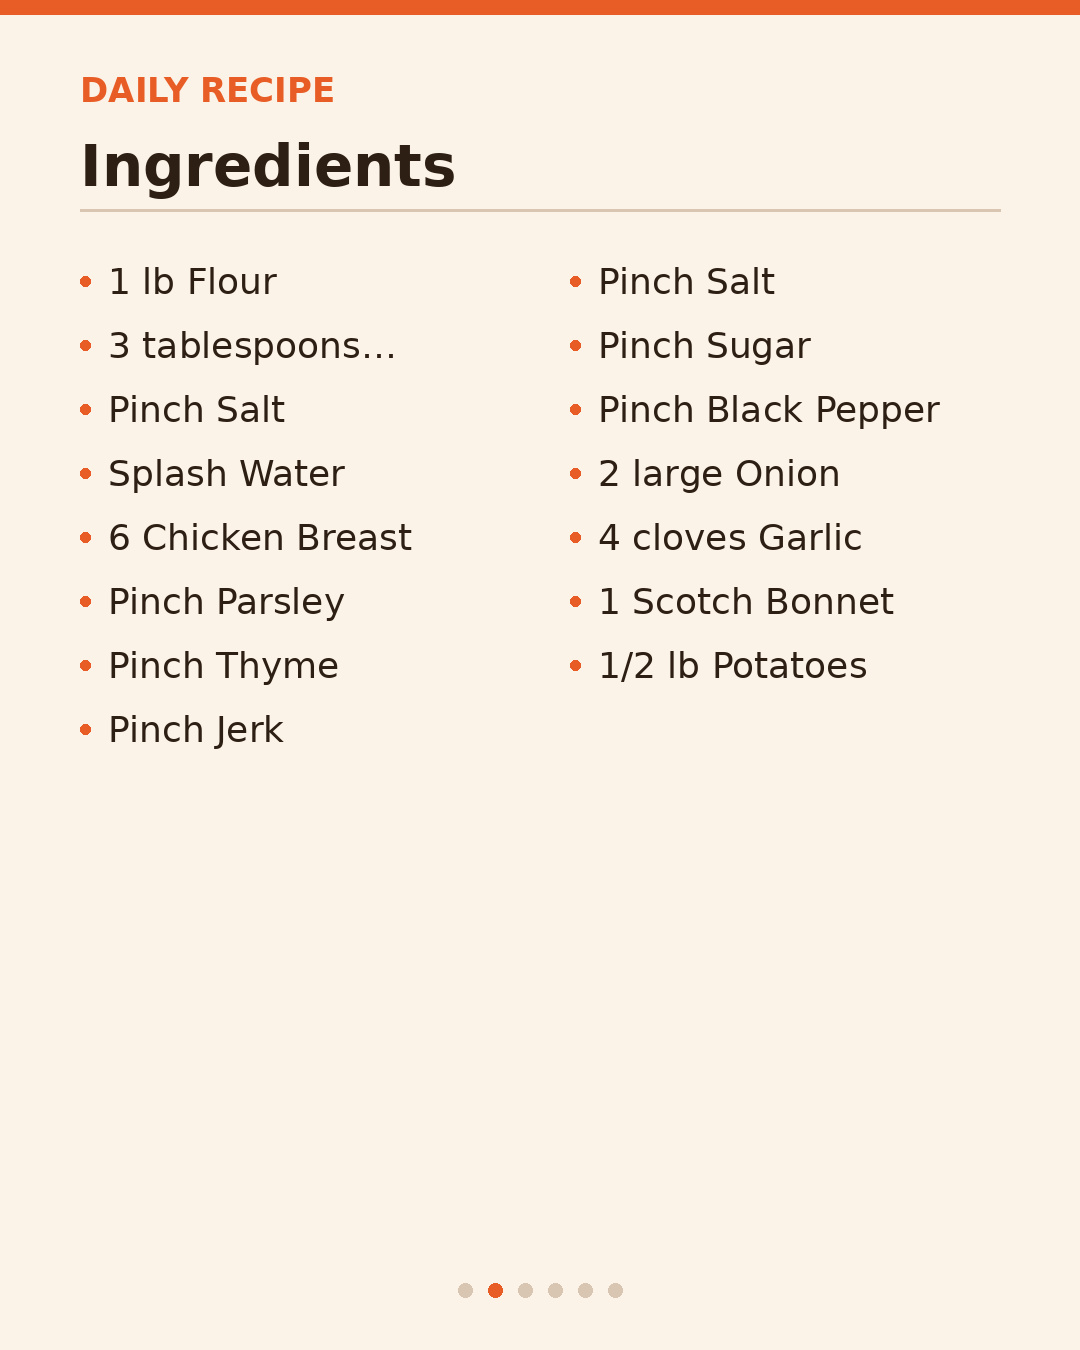 DAILY RECIPE
Ingredients
1 lb Flour
3 tablespoons…
Pinch Salt
Splash Water
6 Chicken Breast
Pinch Parsley
Pinch Thyme
Pinch Jerk
Pinch Salt
Pinch Sugar
Pinch Black Pepper
2 large Onion
4 cloves Garlic
1 Scotch Bonnet
1/2 lb Potatoes